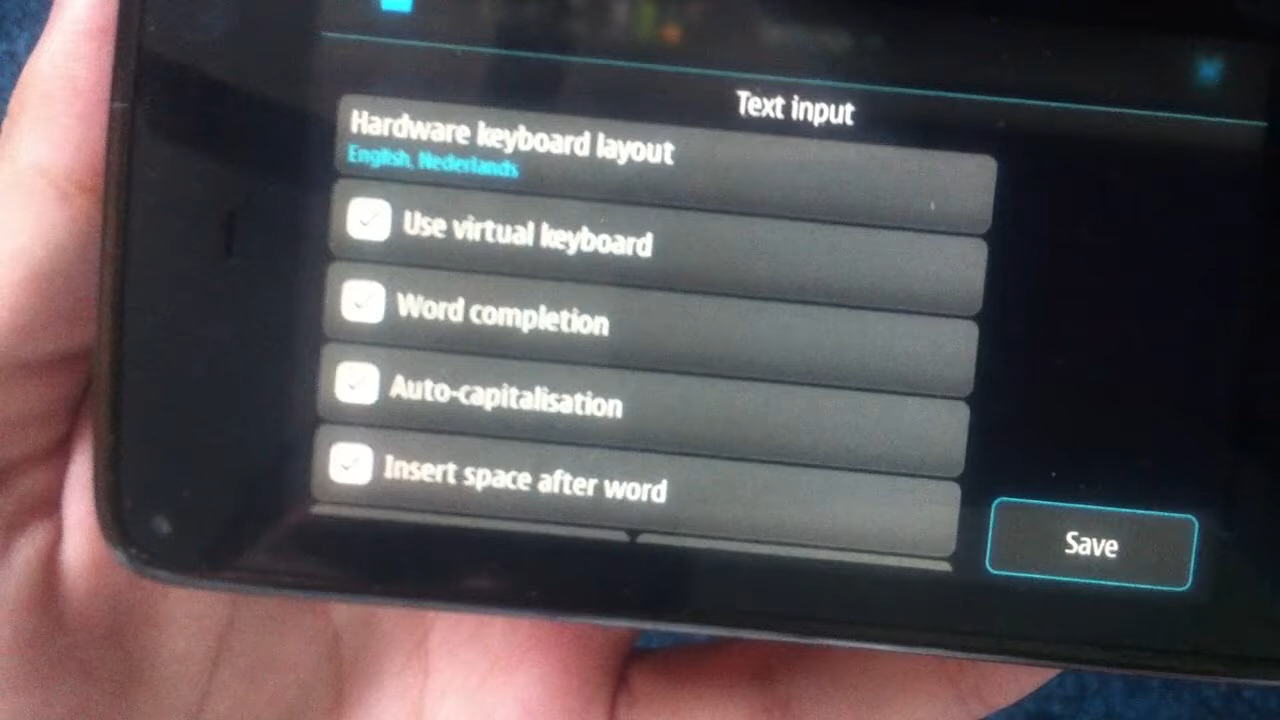 Text input
Hardware keyboard layout
English, Nederlands
Use virtual keyboard
Word completion
Auto-capitalisation
Insert space after word
Save